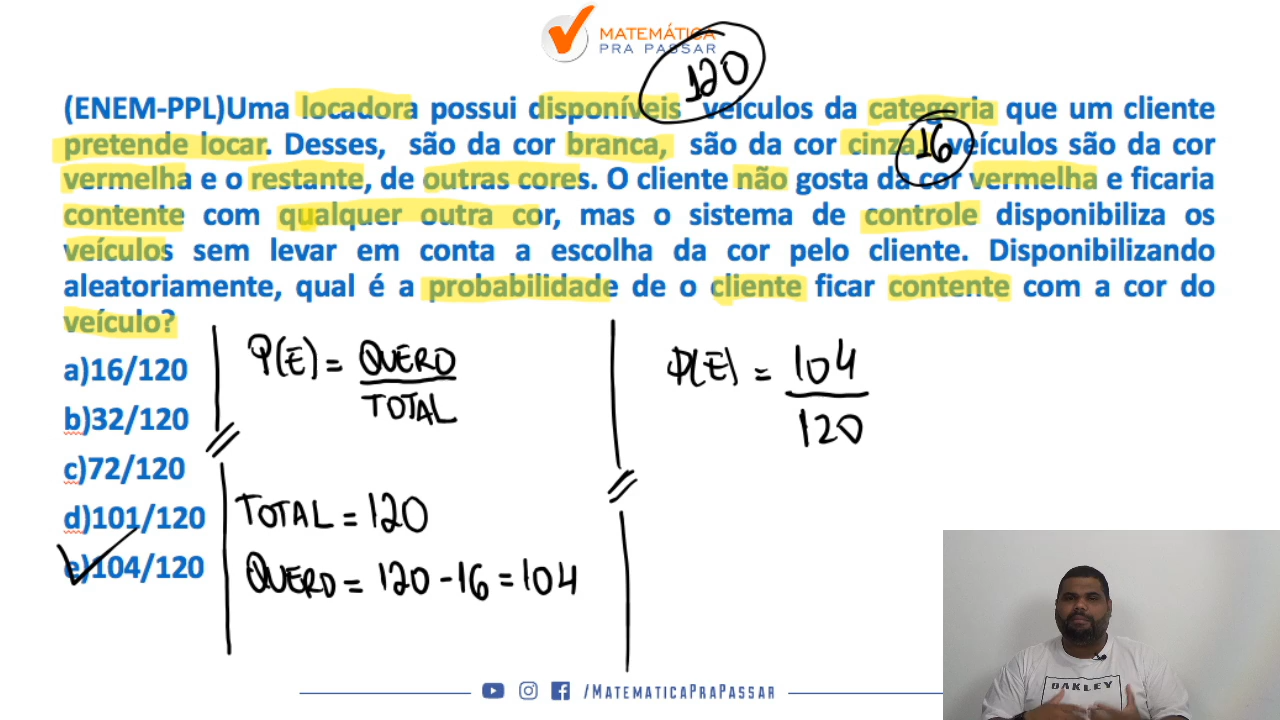 MATEMÁTICA
PRA PASSAR
120
(ENEM-PPL)Uma locadora possui disponíveis veículos da categoria que um cliente
pretende locar. Desses, são da cor branca, são da cor cinza, 16 veículos são da cor
vermelha e o restante, de outras cores. O cliente não gosta da cor vermelha e ficaria
contente com qualquer outra cor, mas o sistema de controle disponibiliza os
veículos sem levar em conta a escolha da cor pelo cliente. Disponibilizando
aleatoriamente, qual é a probabilidade de o cliente ficar contente com a cor do
veículo?
a)16/120
b)32/120
c)72/120
d)101/120
e)104/120
P(E) = QUERO
TOTAL
TOTAL = 120
QUERO = 120 - 16 = 104
P(E) = 104
120
OAKLEY
/MATEMATICAPRAPASSAR